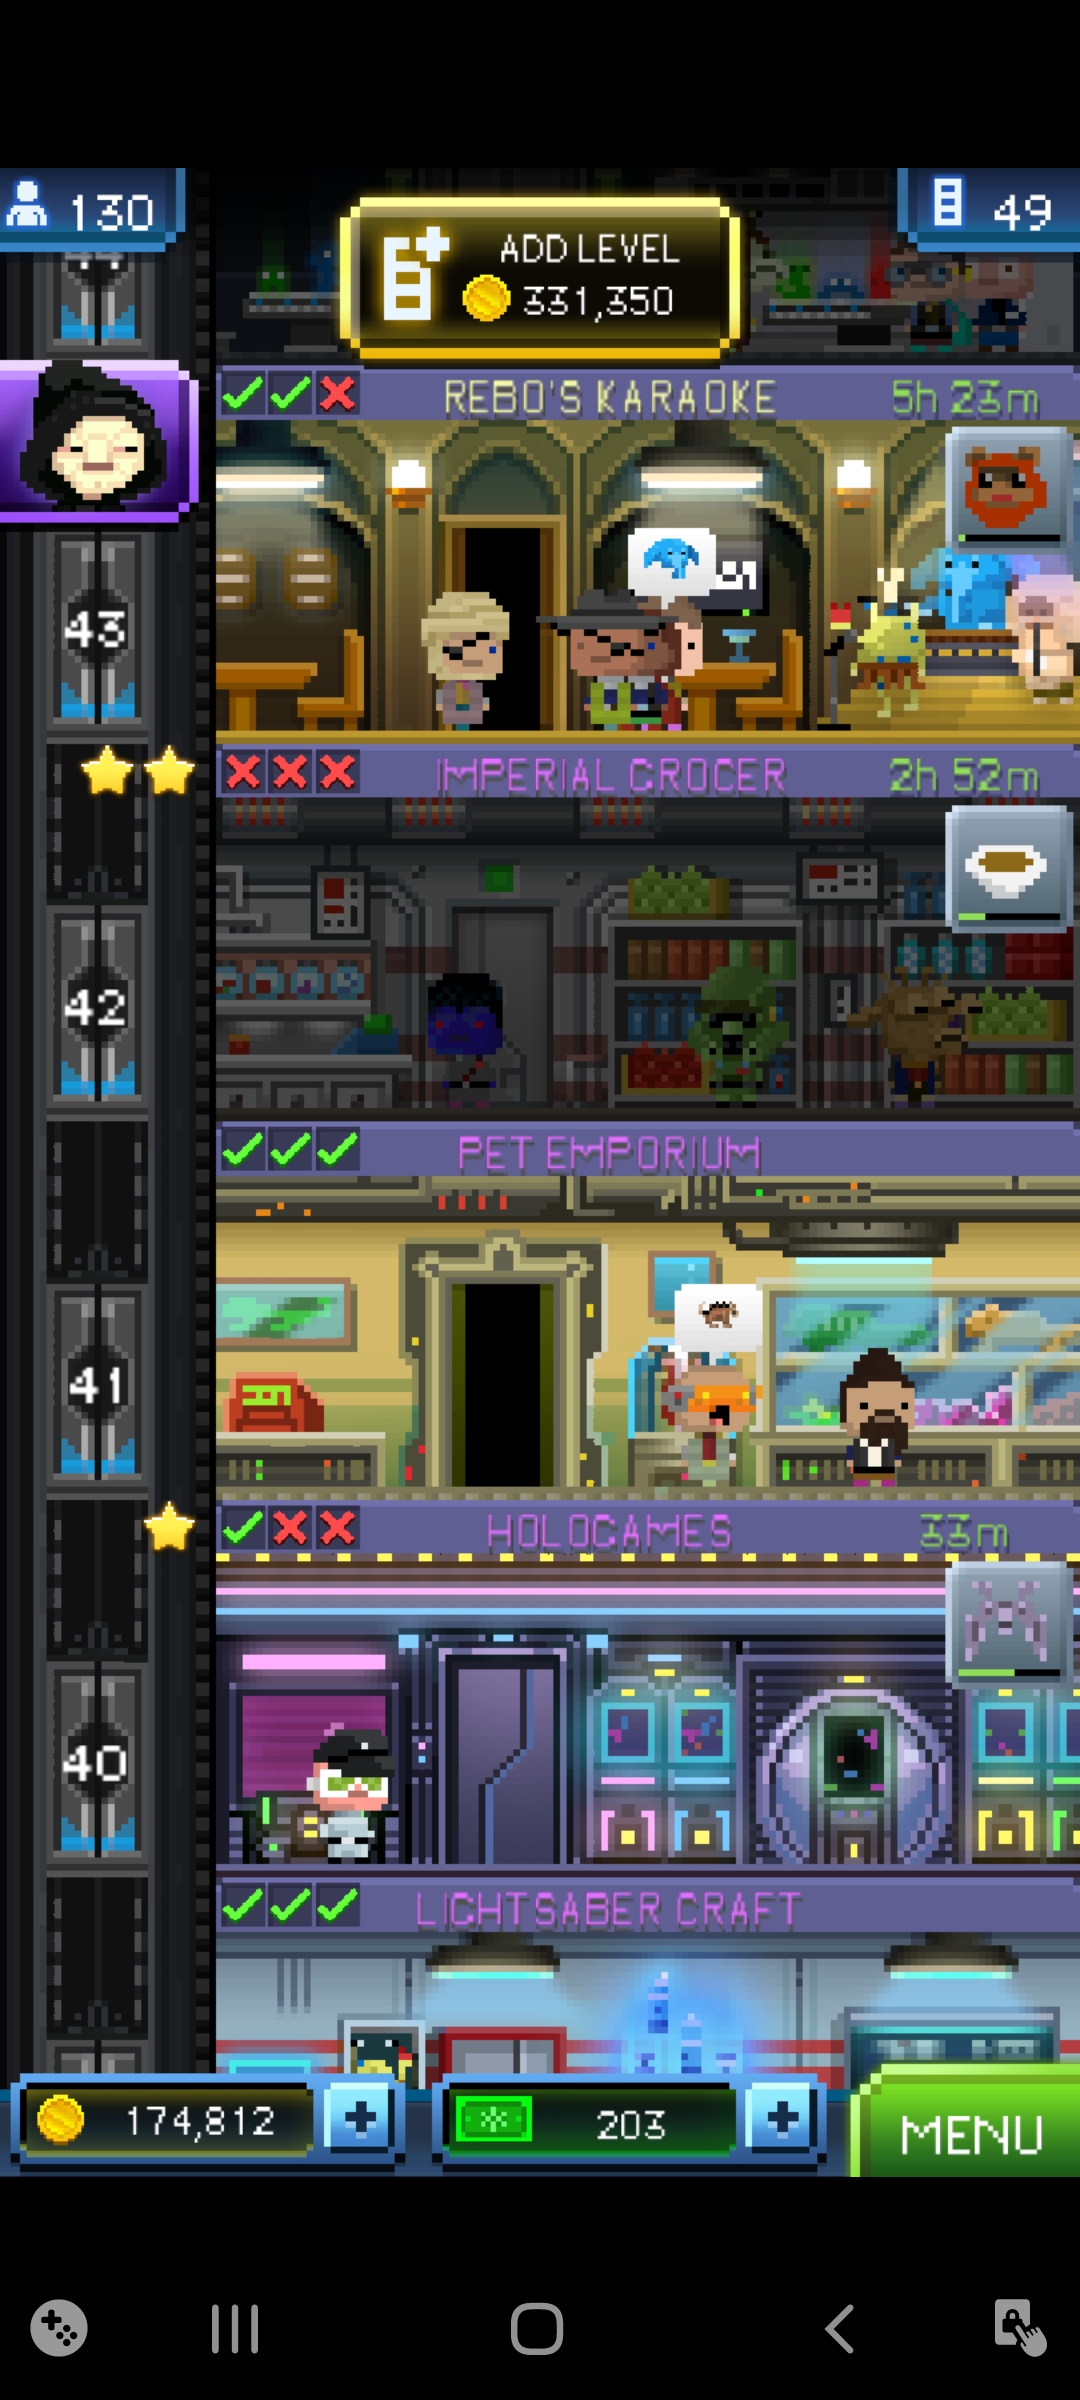 130
49
ADD LEVEL
331,350
REBO'S KARAOKE
5h 23m
43
IMPERIAL GROCER
2h 52m
42
PET EMPORIUM
41
HOLOGAMES
33m
40
LIGHTSABER CRAFT
174,812
203
MENU